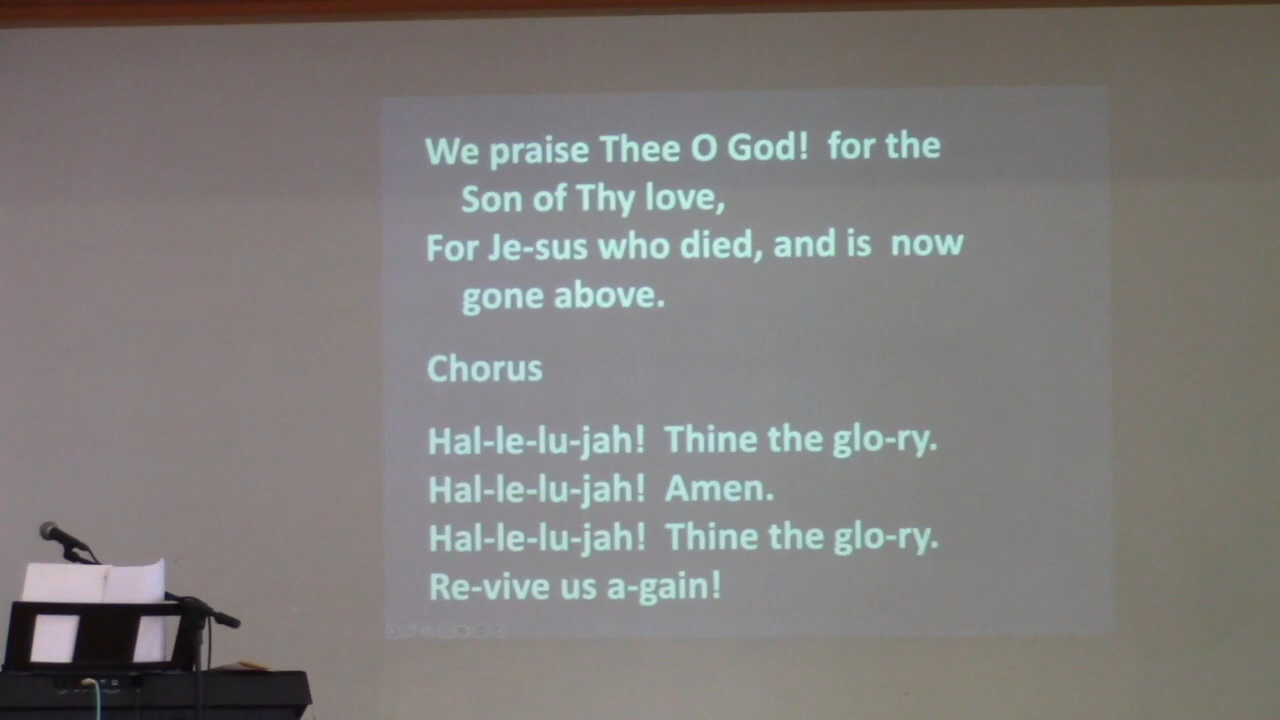 We praise Thee O God!  for the
Son of Thy love,
For Je-sus who died, and is  now
gone above.
Chorus
Hal-le-lu-jah!  Thine the glo-ry.
Hal-le-lu-jah!  Amen.
Hal-le-lu-jah!  Thine the glo-ry.
Re-vive us a-gain!